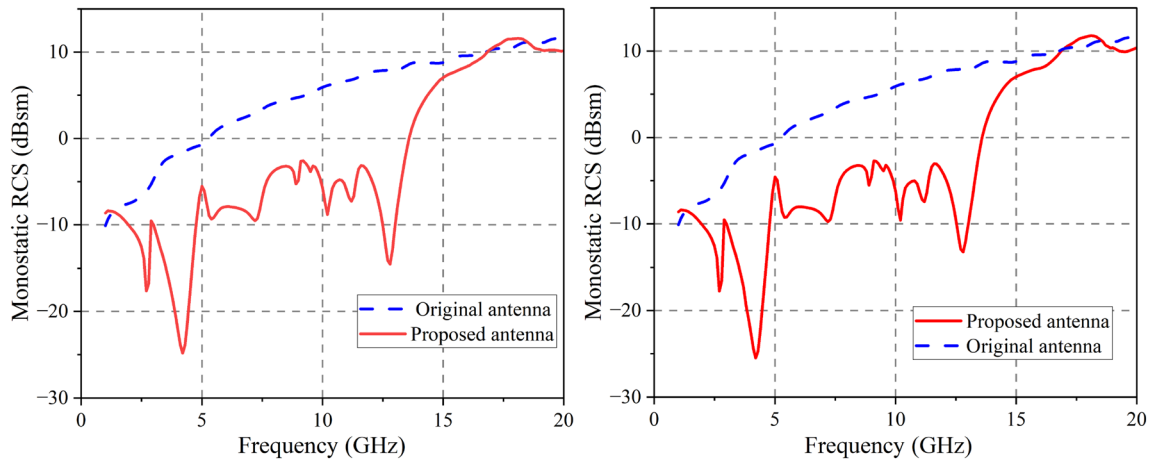 Monostatic RCS (dBsm)
10
0
−10
−20
−30
Original antenna
Proposed antenna
0
5
10
15
20
Frequency (GHz)
Monostatic RCS (dBsm)
10
0
−10
−20
−30
Proposed antenna
Original antenna
0
5
10
15
20
Frequency (GHz)